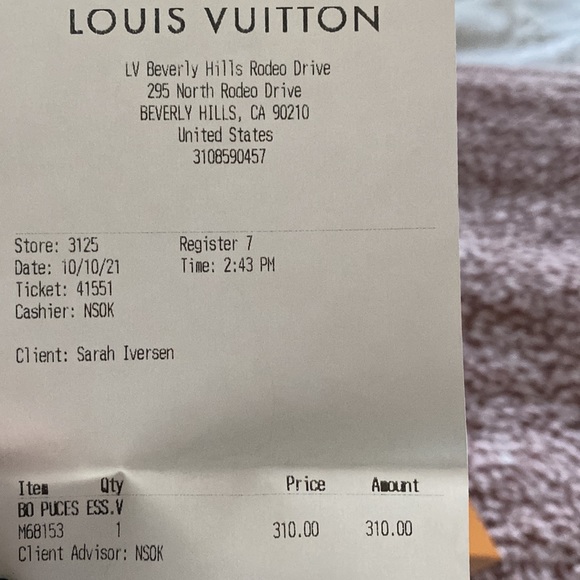 LOUIS VUITTON
LV Beverly Hills Rodeo Drive
295 North Rodeo Drive
BEVERLY HILLS, CA 90210
United States
3108590457
Store: 3125 Register 7
Date: 10/10/21 Time: 2:43 PM
Ticket: 41551
Cashier: NSOK
Client: Sarah Iversen
Item Qty Price Amount
BO PUCES ESS.V
M68153 1 310.00 310.00
Client Advisor: NSOK